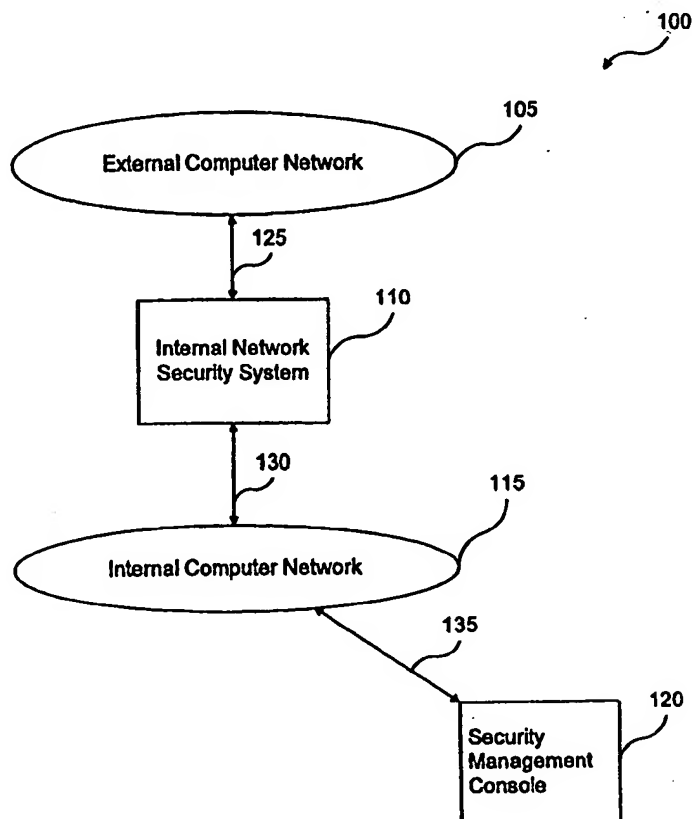 100
105
External Computer Network
125
110
Internal Network
Security System
130
115
Internal Computer Network
135
120
Security
Management
Console